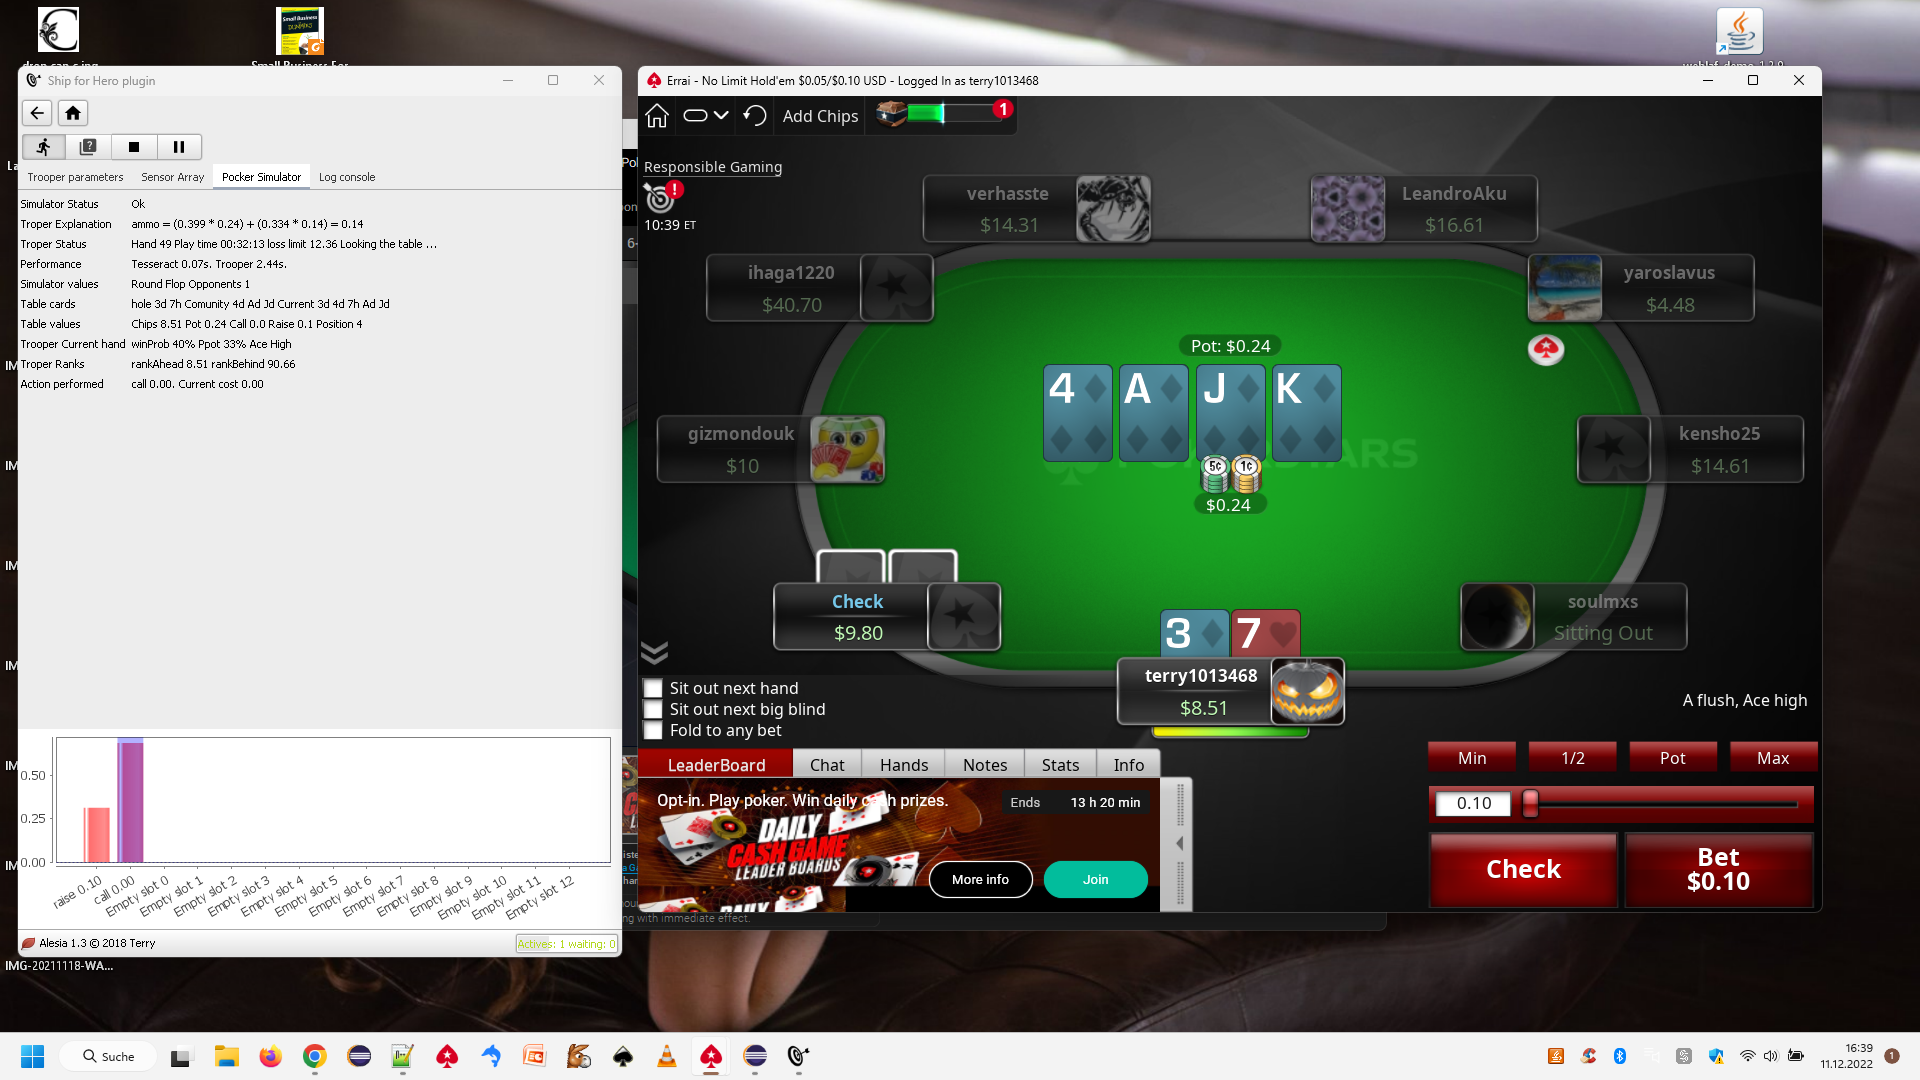 Small Business
DUMMIES
drop-cap-c.jpg
Small Business For
Ship for Hero plugin
Trooper parameters
Sensor Array
Pocker Simulator
Log console
Simulator Status Ok
Troper Explanation ammo = (0.399 * 0.24) + (0.334 * 0.14) = 0.14
Troper Status Hand 49 Play time 00:32:13 loss limit 12.36 Looking the table ...
Performance Tesseract 0.07s. Trooper 2.44s.
Simulator values Round Flop Opponents 1
Table cards hole 3d 7h Comunity 4d Ad Jd Current 3d 4d 7h Ad Jd
Table values Chips 8.51 Pot 0.24 Call 0.0 Raise 0.1 Position 4
Trooper Current hand winProb 40% Ppot 33% Ace High
Troper Ranks rankAhead 8.51 rankBehind 90.66
Action performed call 0.00. Current cost 0.00
0.50
0.25
0.00
raise 0.10
call 0.00
Empty slot 0
Empty slot 1
Empty slot 2
Empty slot 3
Empty slot 4
Empty slot 5
Empty slot 6
Empty slot 7
Empty slot 8
Empty slot 9
Empty slot 10
Empty slot 11
Empty slot 12
Alesia 1.3 © 2018 Terry
Actives: 1 waiting: 0
IMG-20211118-WA...
Errai - No Limit Hold'em $0.05/$0.10 USD - Logged In as terry1013468
Add Chips
1
Responsible Gaming
!
10:39 ET
verhasste
$14.31
LeandroAku
$16.61
ihaga1220
$40.70
yaroslavus
$4.48
Pot: $0.24
4
A
J
K
gizmondouk
$10
kensho25
$14.61
5¢
1¢
$0.24
Check
$9.80
3
7
terry1013468
$8.51
soulmxs
Sitting Out
Sit out next hand
Sit out next big blind
Fold to any bet
A flush, Ace high
LeaderBoard
Chat
Hands
Notes
Stats
Info
Min
1/2
Pot
Max
0.10
Opt-in. Play poker. Win daily cash prizes.
Ends 13 h 20 min
DAILY
CASH GAME
LEADER BOARDS
More info
Join
Check
Bet
$0.10
ng with immediate effect.
Suche
16:39
11.12.2022
1